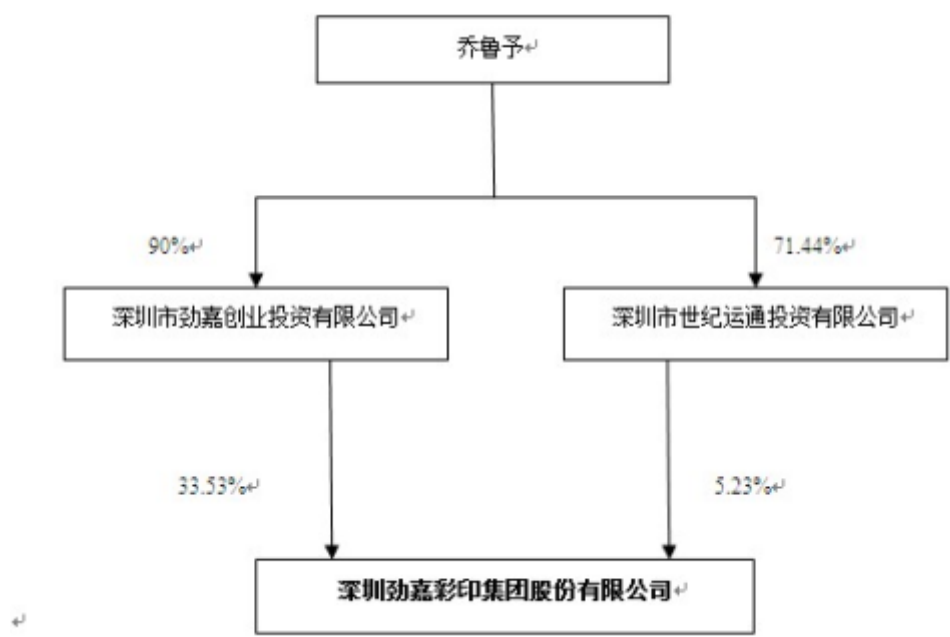 乔鲁予↵
90%↵
71.44%↵
深圳市劲嘉创业投资有限公司↵
深圳市世纪运通投资有限公司↵
33.53%↵
5.23%↵
深圳劲嘉彩印集团股份有限公司↵
↵